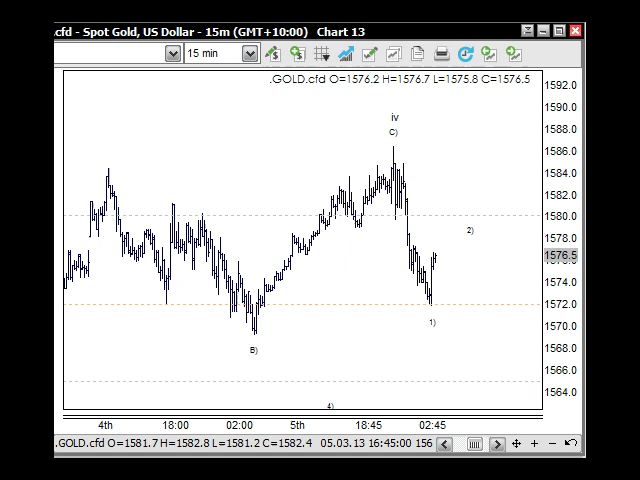 .cfd - Spot Gold, US Dollar - 15m (GMT+10:00) Chart 13
15 min
.GOLD.cfd O=1576.2 H=1576.7 L=1575.8 C=1576.5
1592.0
1590.0
iv
1588.0
C)
1586.0
1584.0
1582.0
1580.0
2)
1578.0
1576.5
1574.0
1572.0
1)
1570.0
B)
1568.0
1566.0
1564.0
4)
4th 18:00 02:00 5th 18:45 02:45
.GOLD.cfd O=1581.7 H=1582.8 L=1581.2 C=1582.4 05.03.13 16:45:00 156